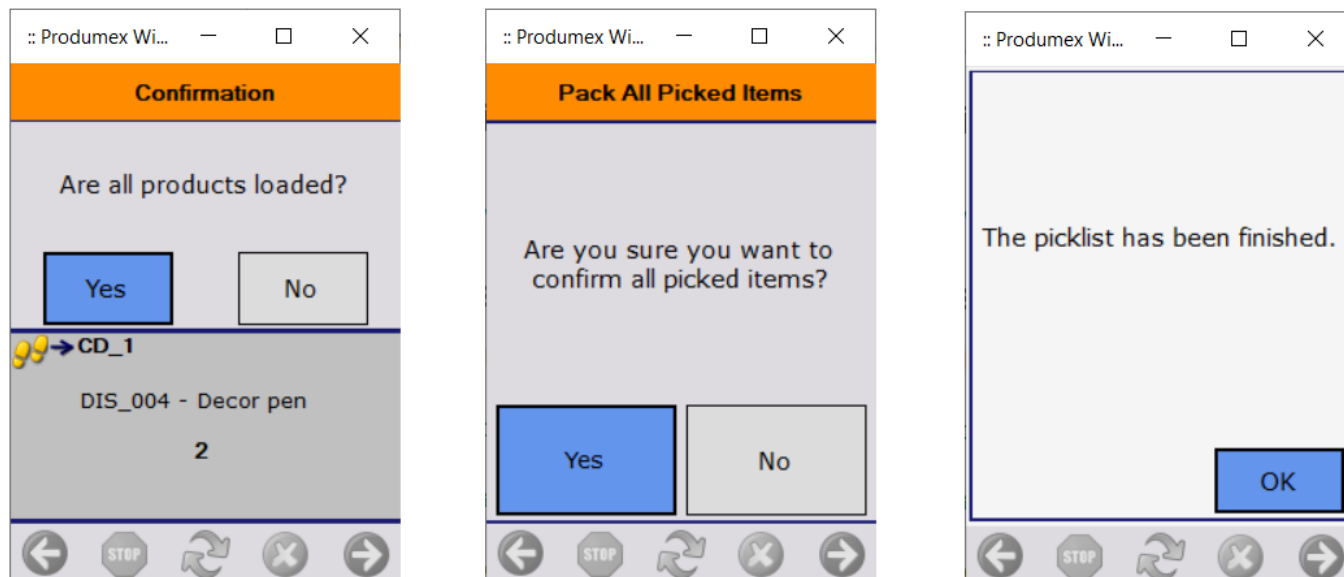 :: Produmex Wi...
Confirmation
Are all products loaded?
Yes
No
CD_1
DIS_004 - Decor pen
2
STOP
:: Produmex Wi...
Pack All Picked Items
Are you sure you want to
confirm all picked items?
Yes
No
STOP
:: Produmex Wi...
The picklist has been finished.
OK
STOP